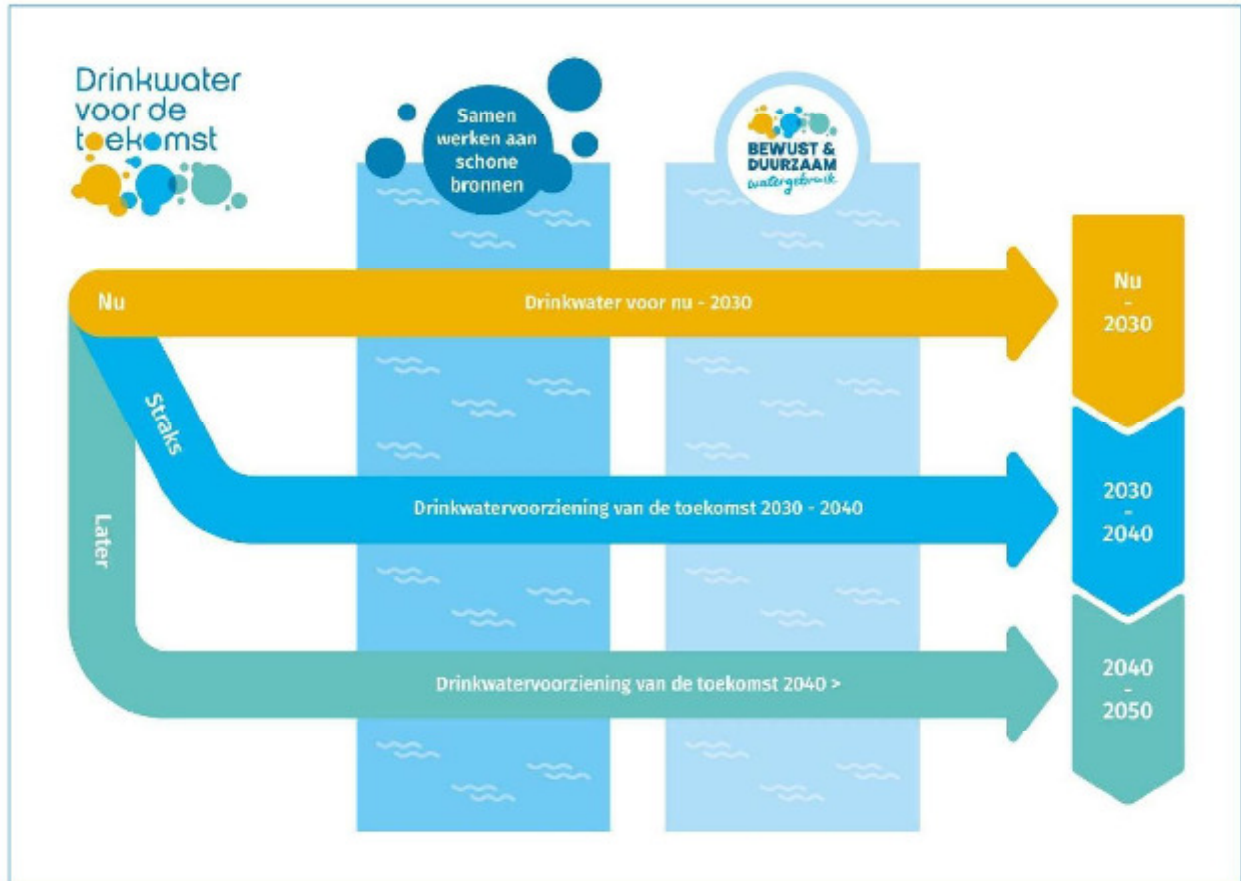 Drinkwater
voor de
toekomst
Samen
werken aan
schone
bronnen
BEWUST &
DUURZAAM
watergebruik
Nu
Drinkwater voor nu - 2030
Nu
-
2030
Straks
Drinkwatervoorziening van de toekomst 2030 - 2040
2030
-
2040
Later
Drinkwatervoorziening van de toekomst 2040 >
2040
-
2050